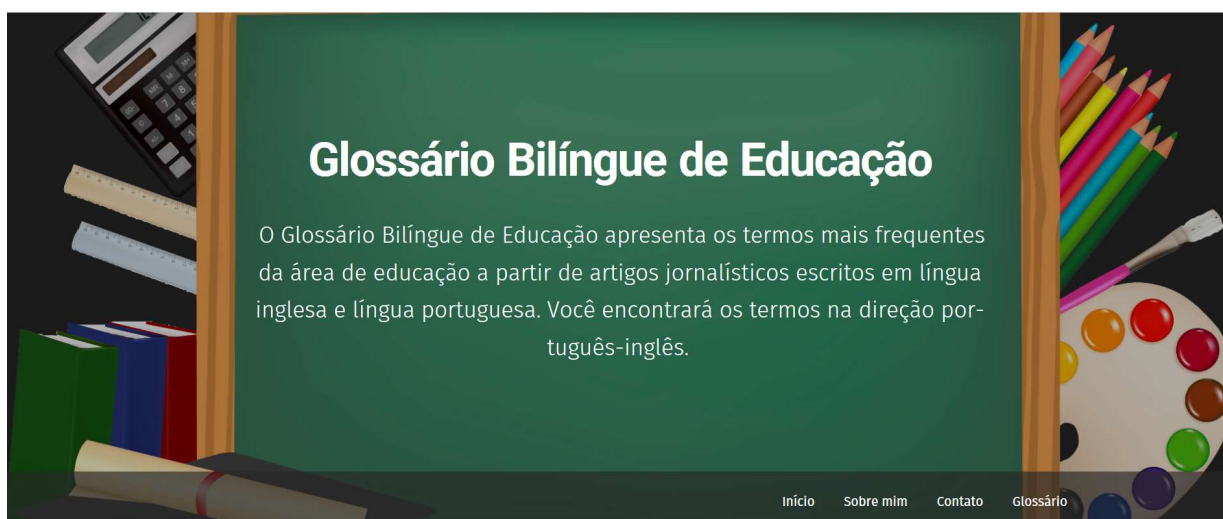 Glossário Bilíngue de Educação
O Glossário Bilíngue de Educação apresenta os termos mais frequentes
da área de educação a partir de artigos jornalísticos escritos em língua
inglesa e língua portuguesa. Você encontrará os termos na direção por-
tuguês-inglês.
Início Sobre mim Contato Glossário